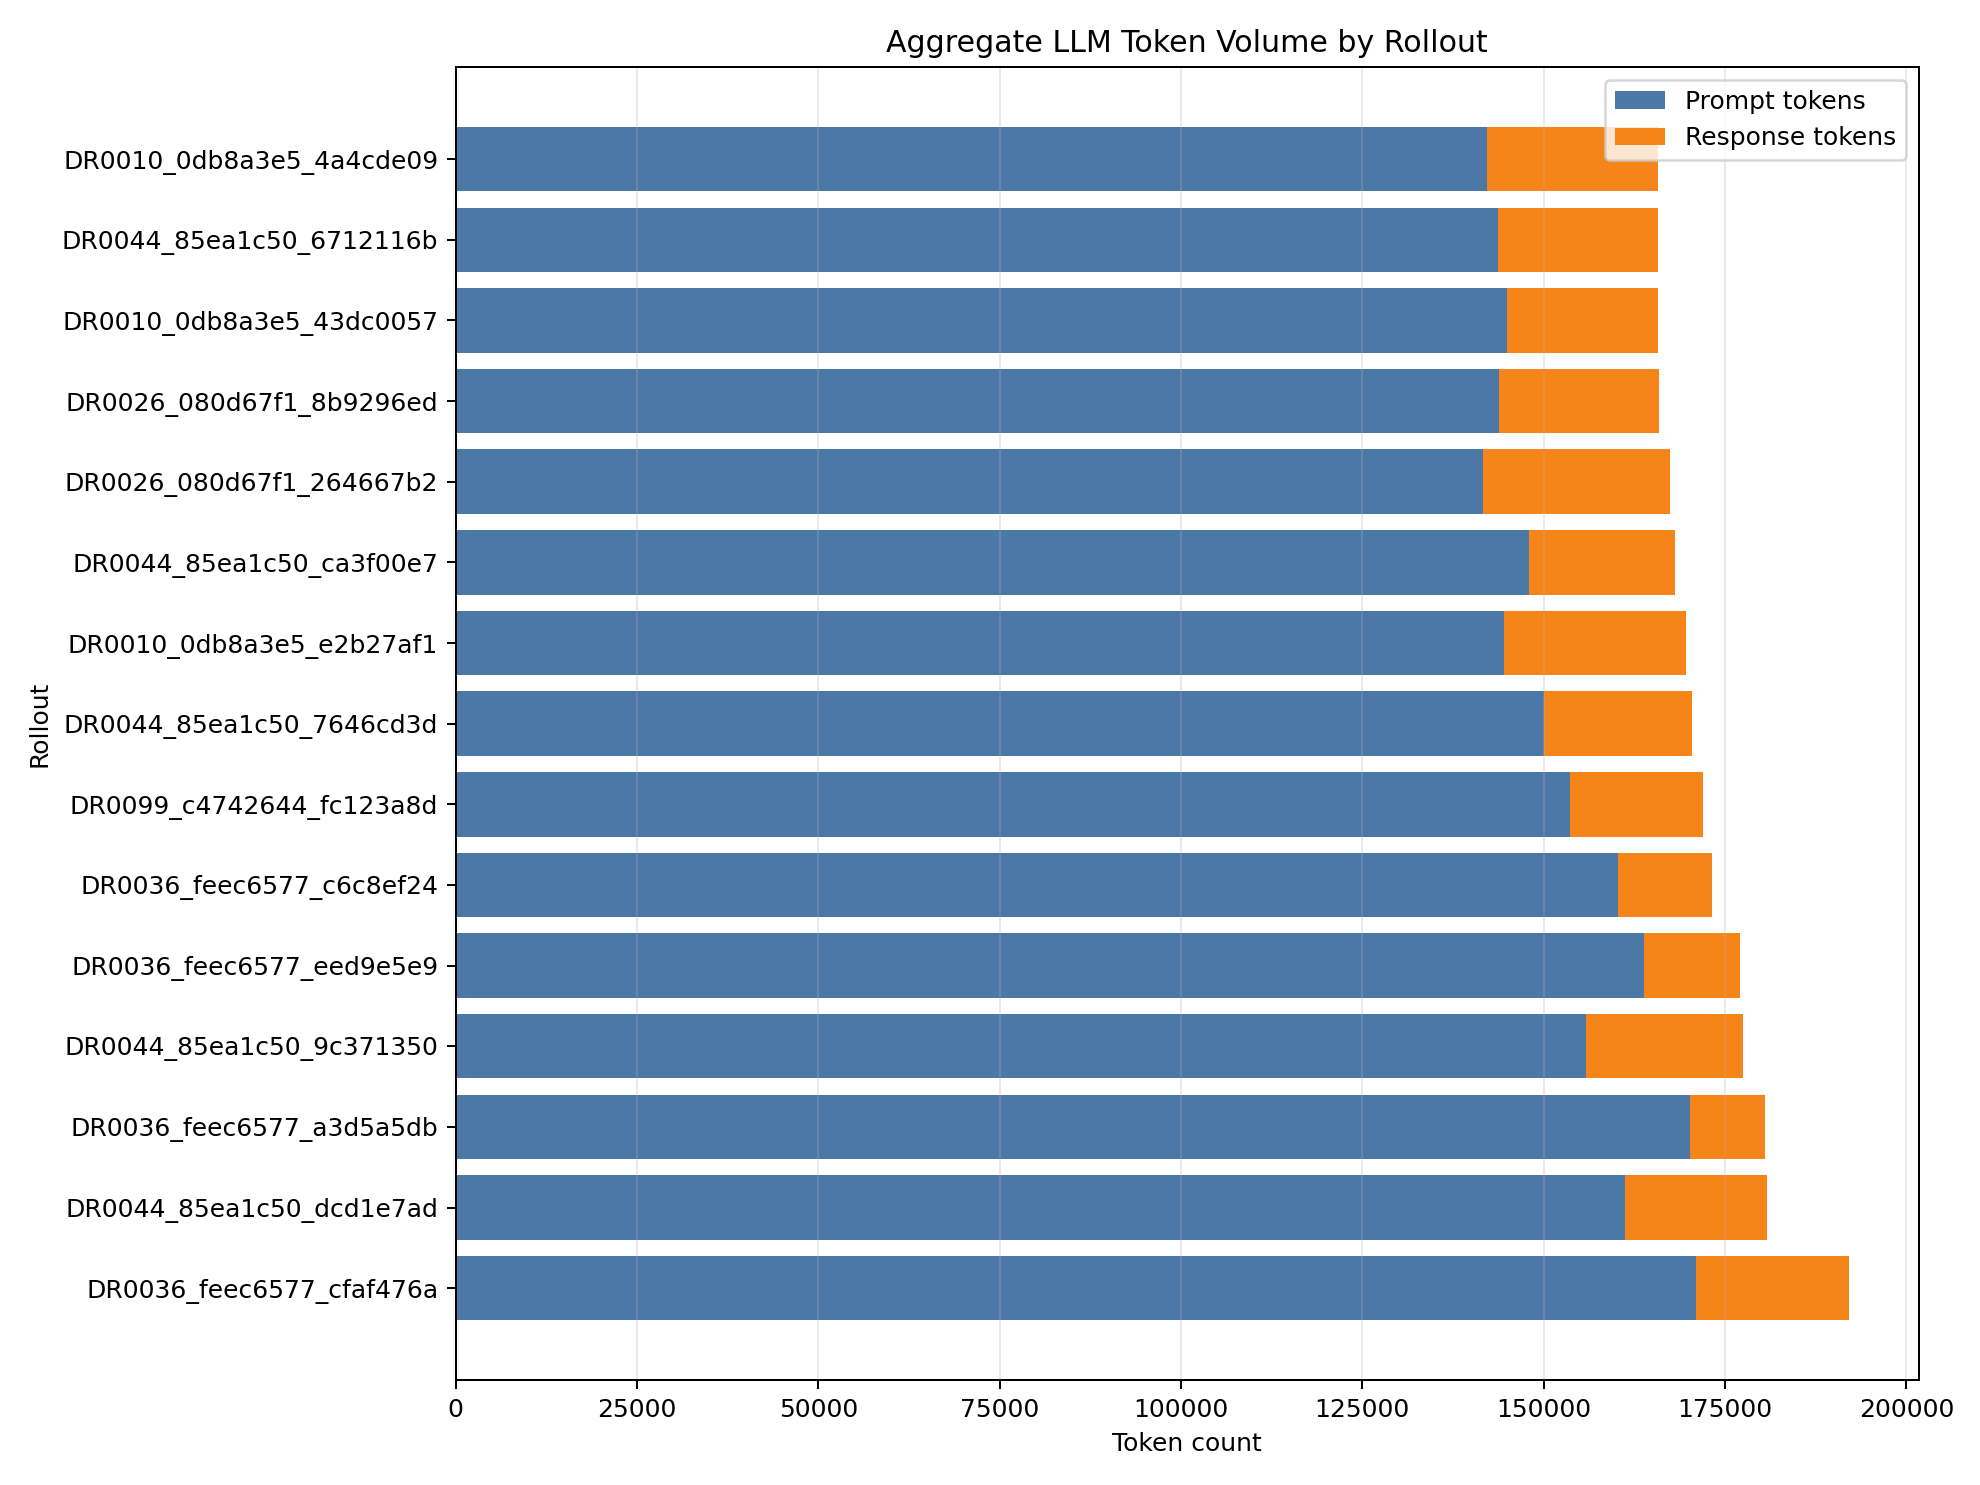 Aggregate LLM Token Volume by Rollout
Prompt tokens
Response tokens
DR0010_0db8a3e5_4a4cde09
DR0044_85ea1c50_6712116b
DR0010_0db8a3e5_43dc0057
DR0026_080d67f1_8b9296ed
DR0026_080d67f1_264667b2
DR0044_85ea1c50_ca3f00e7
DR0010_0db8a3e5_e2b27af1
DR0044_85ea1c50_7646cd3d
DR0099_c4742644_fc123a8d
DR0036_feec6577_c6c8ef24
DR0036_feec6577_eed9e5e9
DR0044_85ea1c50_9c371350
DR0036_feec6577_a3d5a5db
DR0044_85ea1c50_dcd1e7ad
DR0036_feec6577_cfaf476a
Rollout
0 25000 50000 75000 100000 125000 150000 175000 200000
Token count